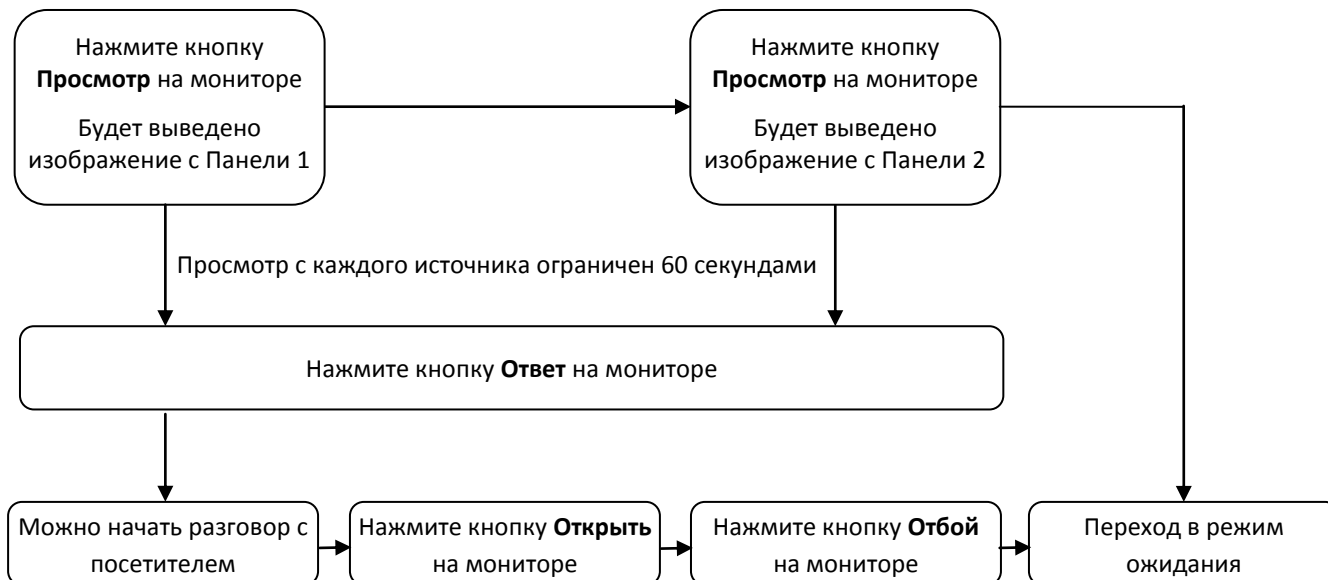 Нажмите кнопку
Просмотр на мониторе
Будет выведено
изображение с Панели 1
Нажмите кнопку
Просмотр на мониторе
Будет выведено
изображение с Панели 2
Просмотр с каждого источника ограничен 60 секундами
Нажмите кнопку Ответ на мониторе
Можно начать разговор с
посетителем
Нажмите кнопку Открыть
на мониторе
Нажмите кнопку Отбой
на мониторе
Переход в режим
ожидания